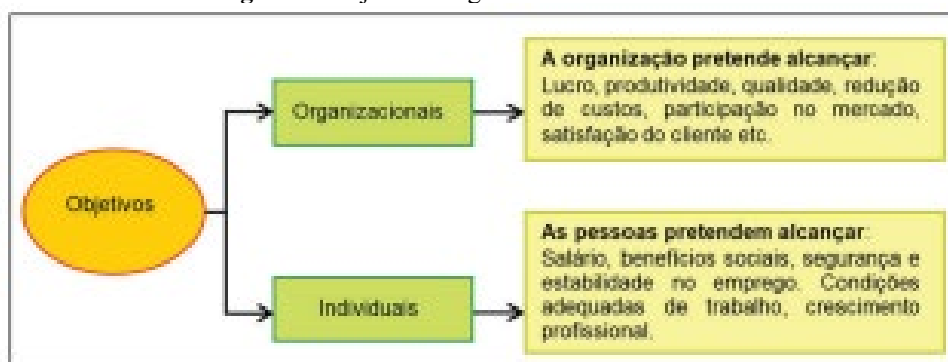 A organização pretende alcançar:
Lucro, produtividade, qualidade, redução
de custos, participação no mercado,
satisfação do cliente etc.
Organizacionais
Objetivos
As pessoas pretendem alcançar:
Salário, benefícios sociais, segurança e
estabilidade no emprego. Condições
adequadas de trabalho, crescimento
profissional.
Individuais